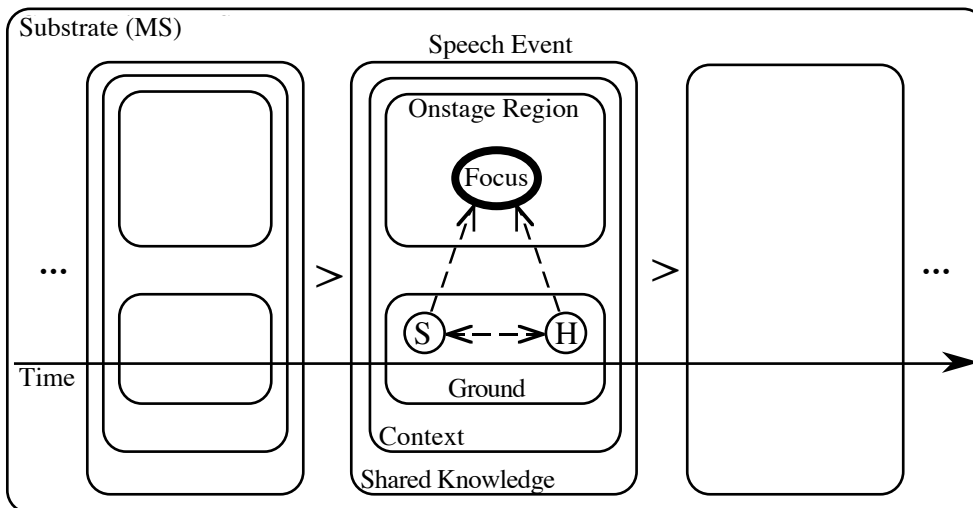 Substrate (MS)
Speech Event
Onstage Region
Focus
...
>
>
...
S
H
Time
Ground
Context
Shared Knowledge